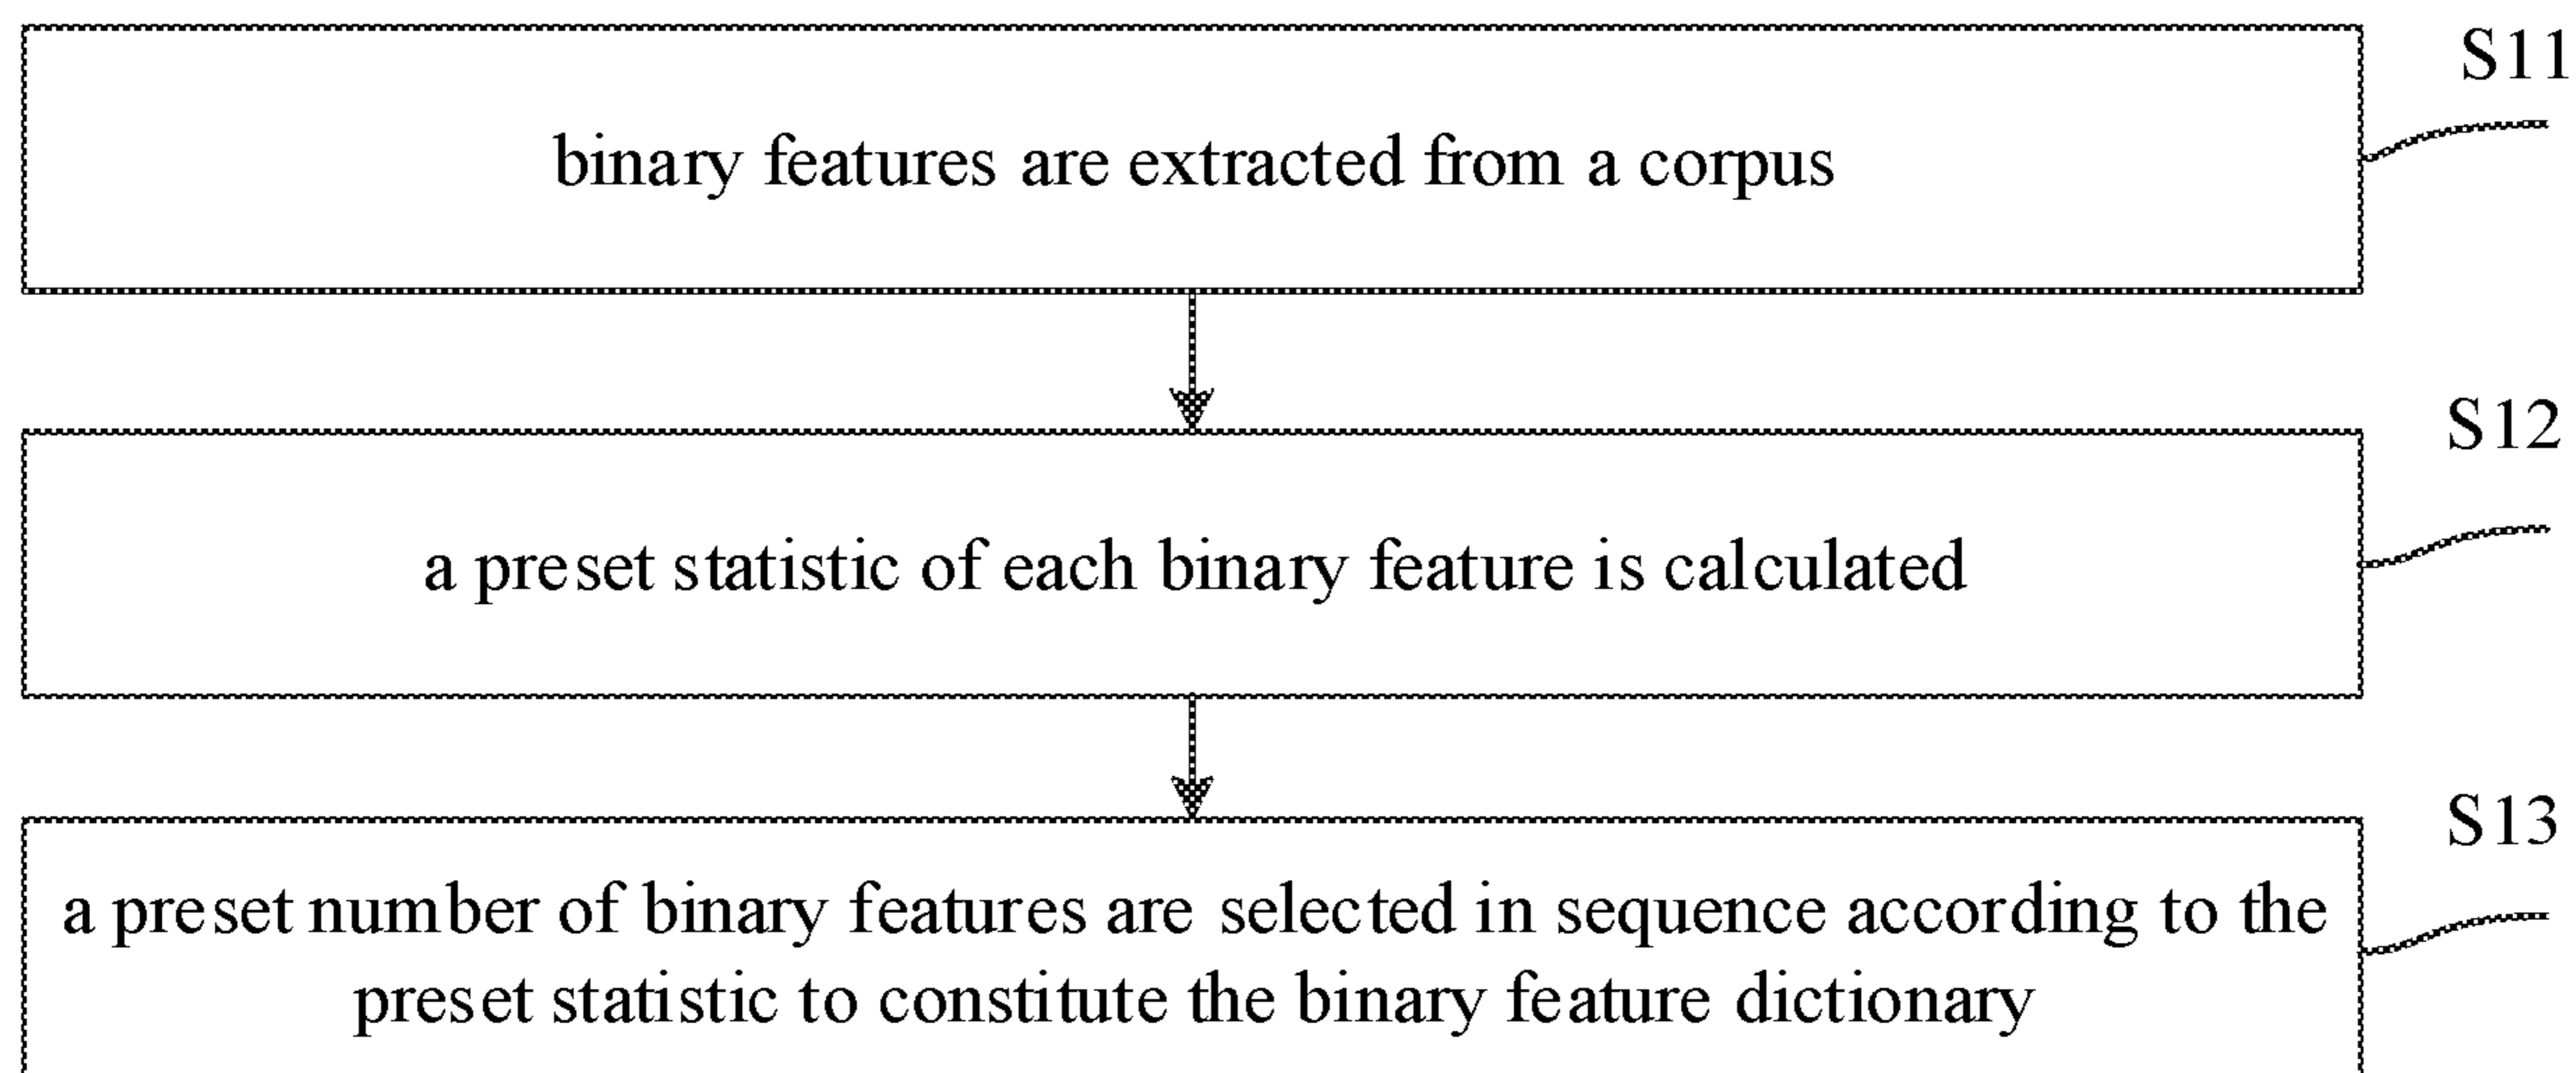 S11
binary features are extracted from a corpus
S12
a preset statistic of each binary feature is calculated
S13
a preset number of binary features are selected in sequence according to the
preset statistic to constitute the binary feature dictionary